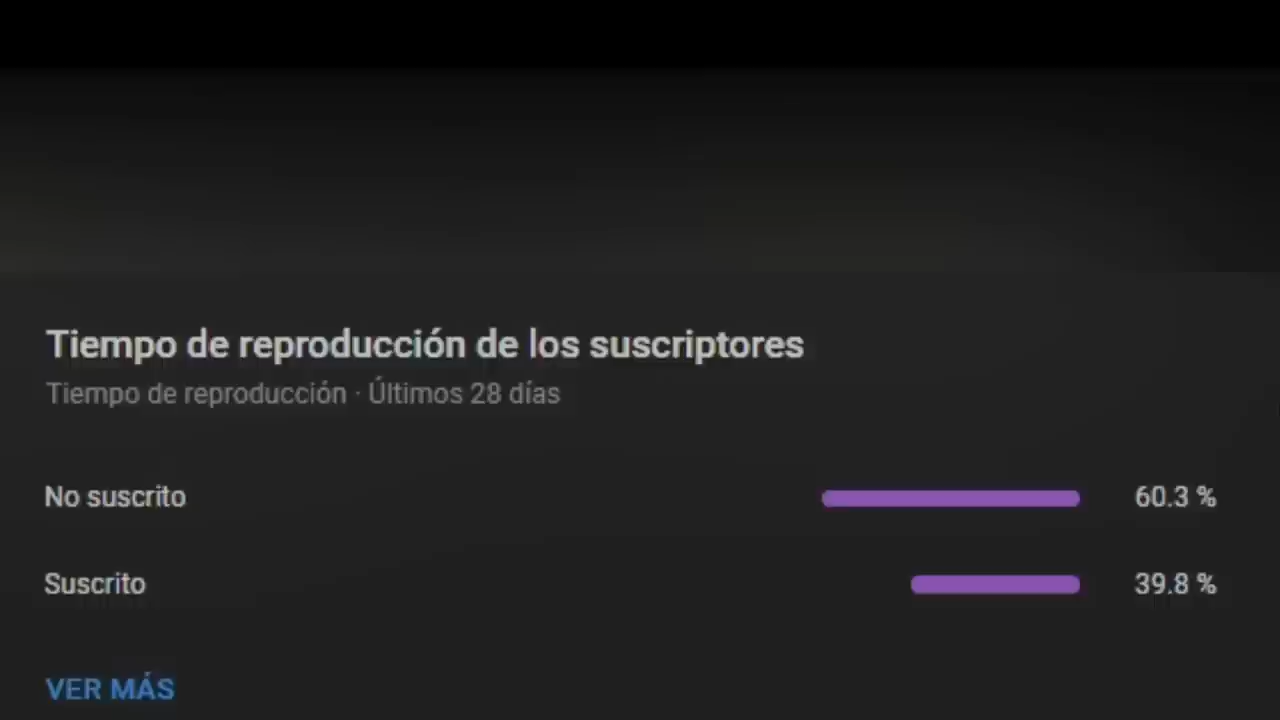 Tiempo de reproducción de los suscriptores
Tiempo de reproducción · Últimos 28 días
No suscrito 60.3 %
Suscrito 39.8 %
VER MÁS